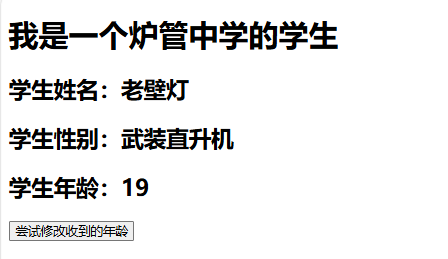 我是一个炉管中学的学生
学生姓名：老壁灯
学生性别：武装直升机
学生年龄：19
尝试修改收到的年龄